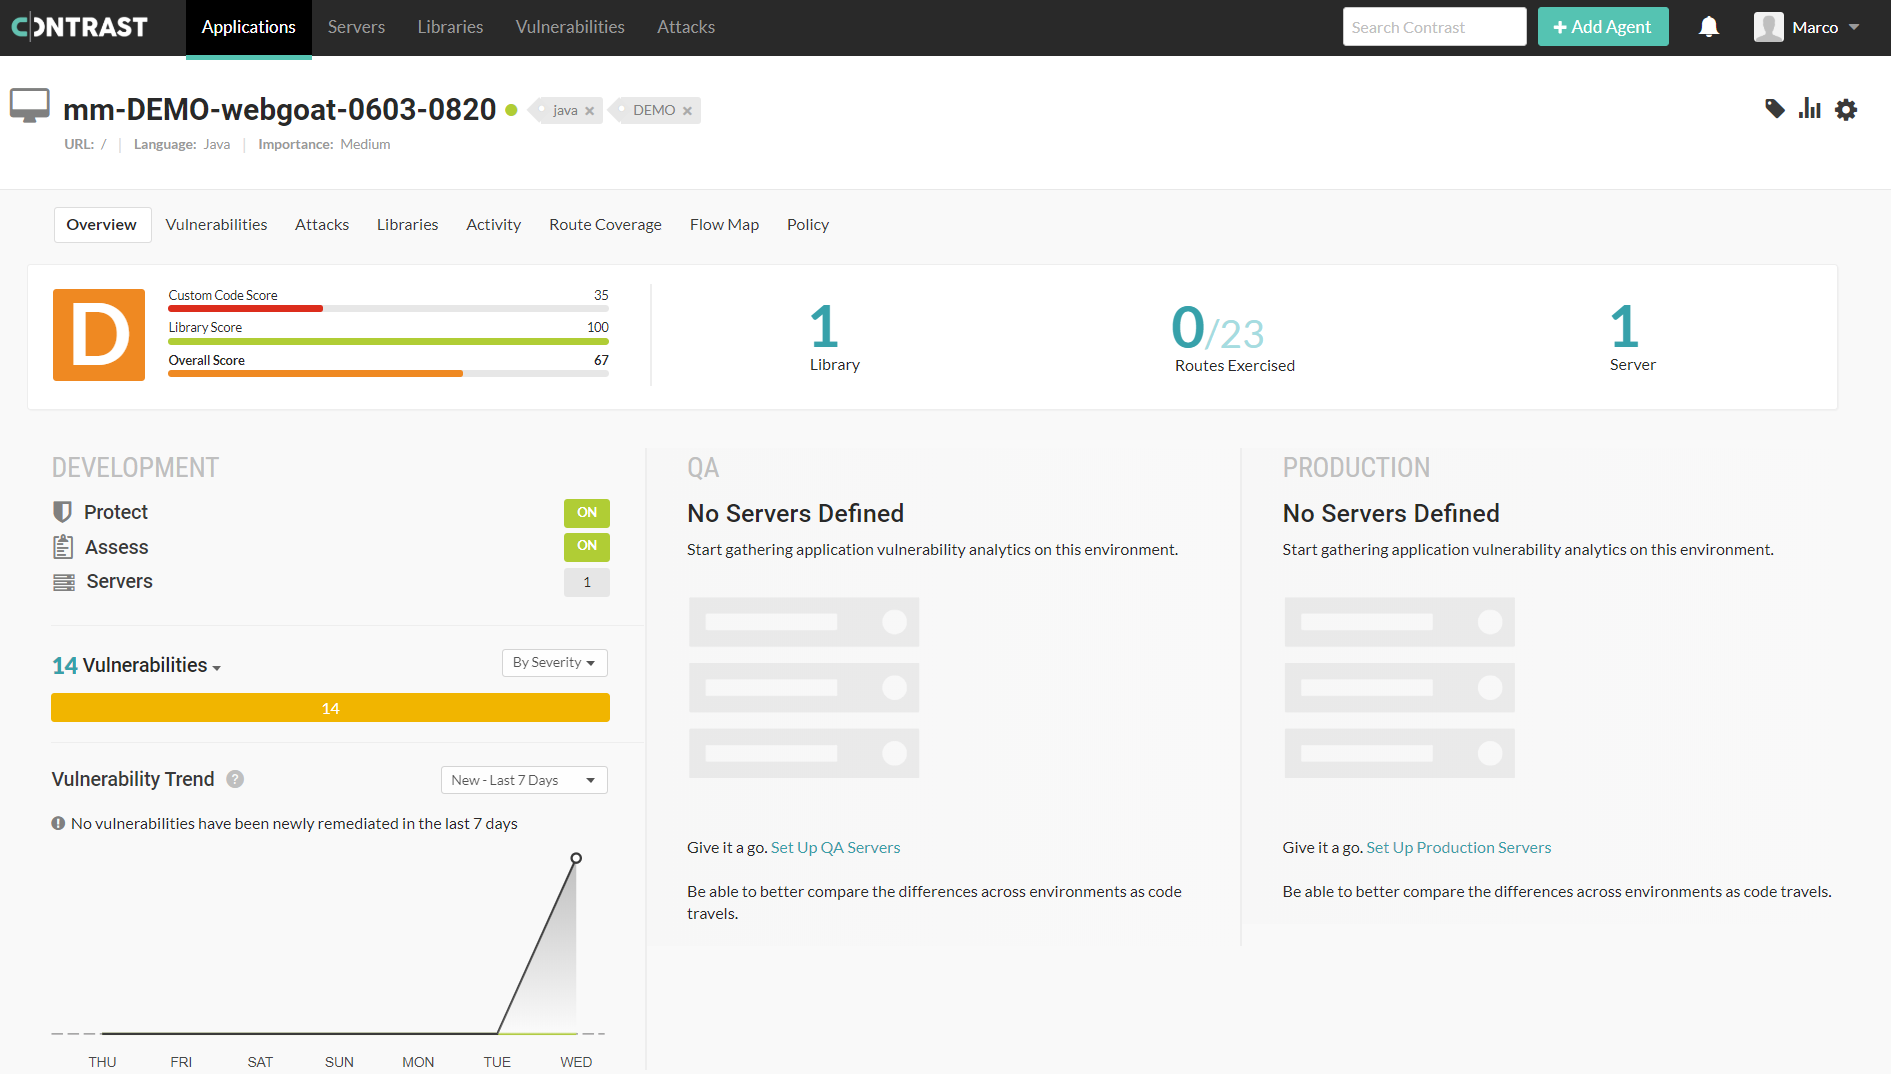 CONTRAST
Applications
Servers
Libraries
Vulnerabilities
Attacks
Search Contrast
+ Add Agent
Marco
mm-DEMO-webgoat-0603-0820
java ×
DEMO ×
URL: / | Language: Java | Importance: Medium
Overview
Vulnerabilities
Attacks
Libraries
Activity
Route Coverage
Flow Map
Policy
D
Custom Code Score 35
Library Score 100
Overall Score 67
1
Library
0/23
Routes Exercised
1
Server
DEVELOPMENT
Protect ON
Assess ON
Servers 1
14 Vulnerabilities
By Severity
14
Vulnerability Trend ?
New - Last 7 Days
No vulnerabilities have been newly remediated in the last 7 days
THU FRI SAT SUN MON TUE WED
QA
No Servers Defined
Start gathering application vulnerability analytics on this environment.
Give it a go. Set Up QA Servers
Be able to better compare the differences across environments as code
travels.
PRODUCTION
No Servers Defined
Start gathering application vulnerability analytics on this environment.
Give it a go. Set Up Production Servers
Be able to better compare the differences across environments as code travels.